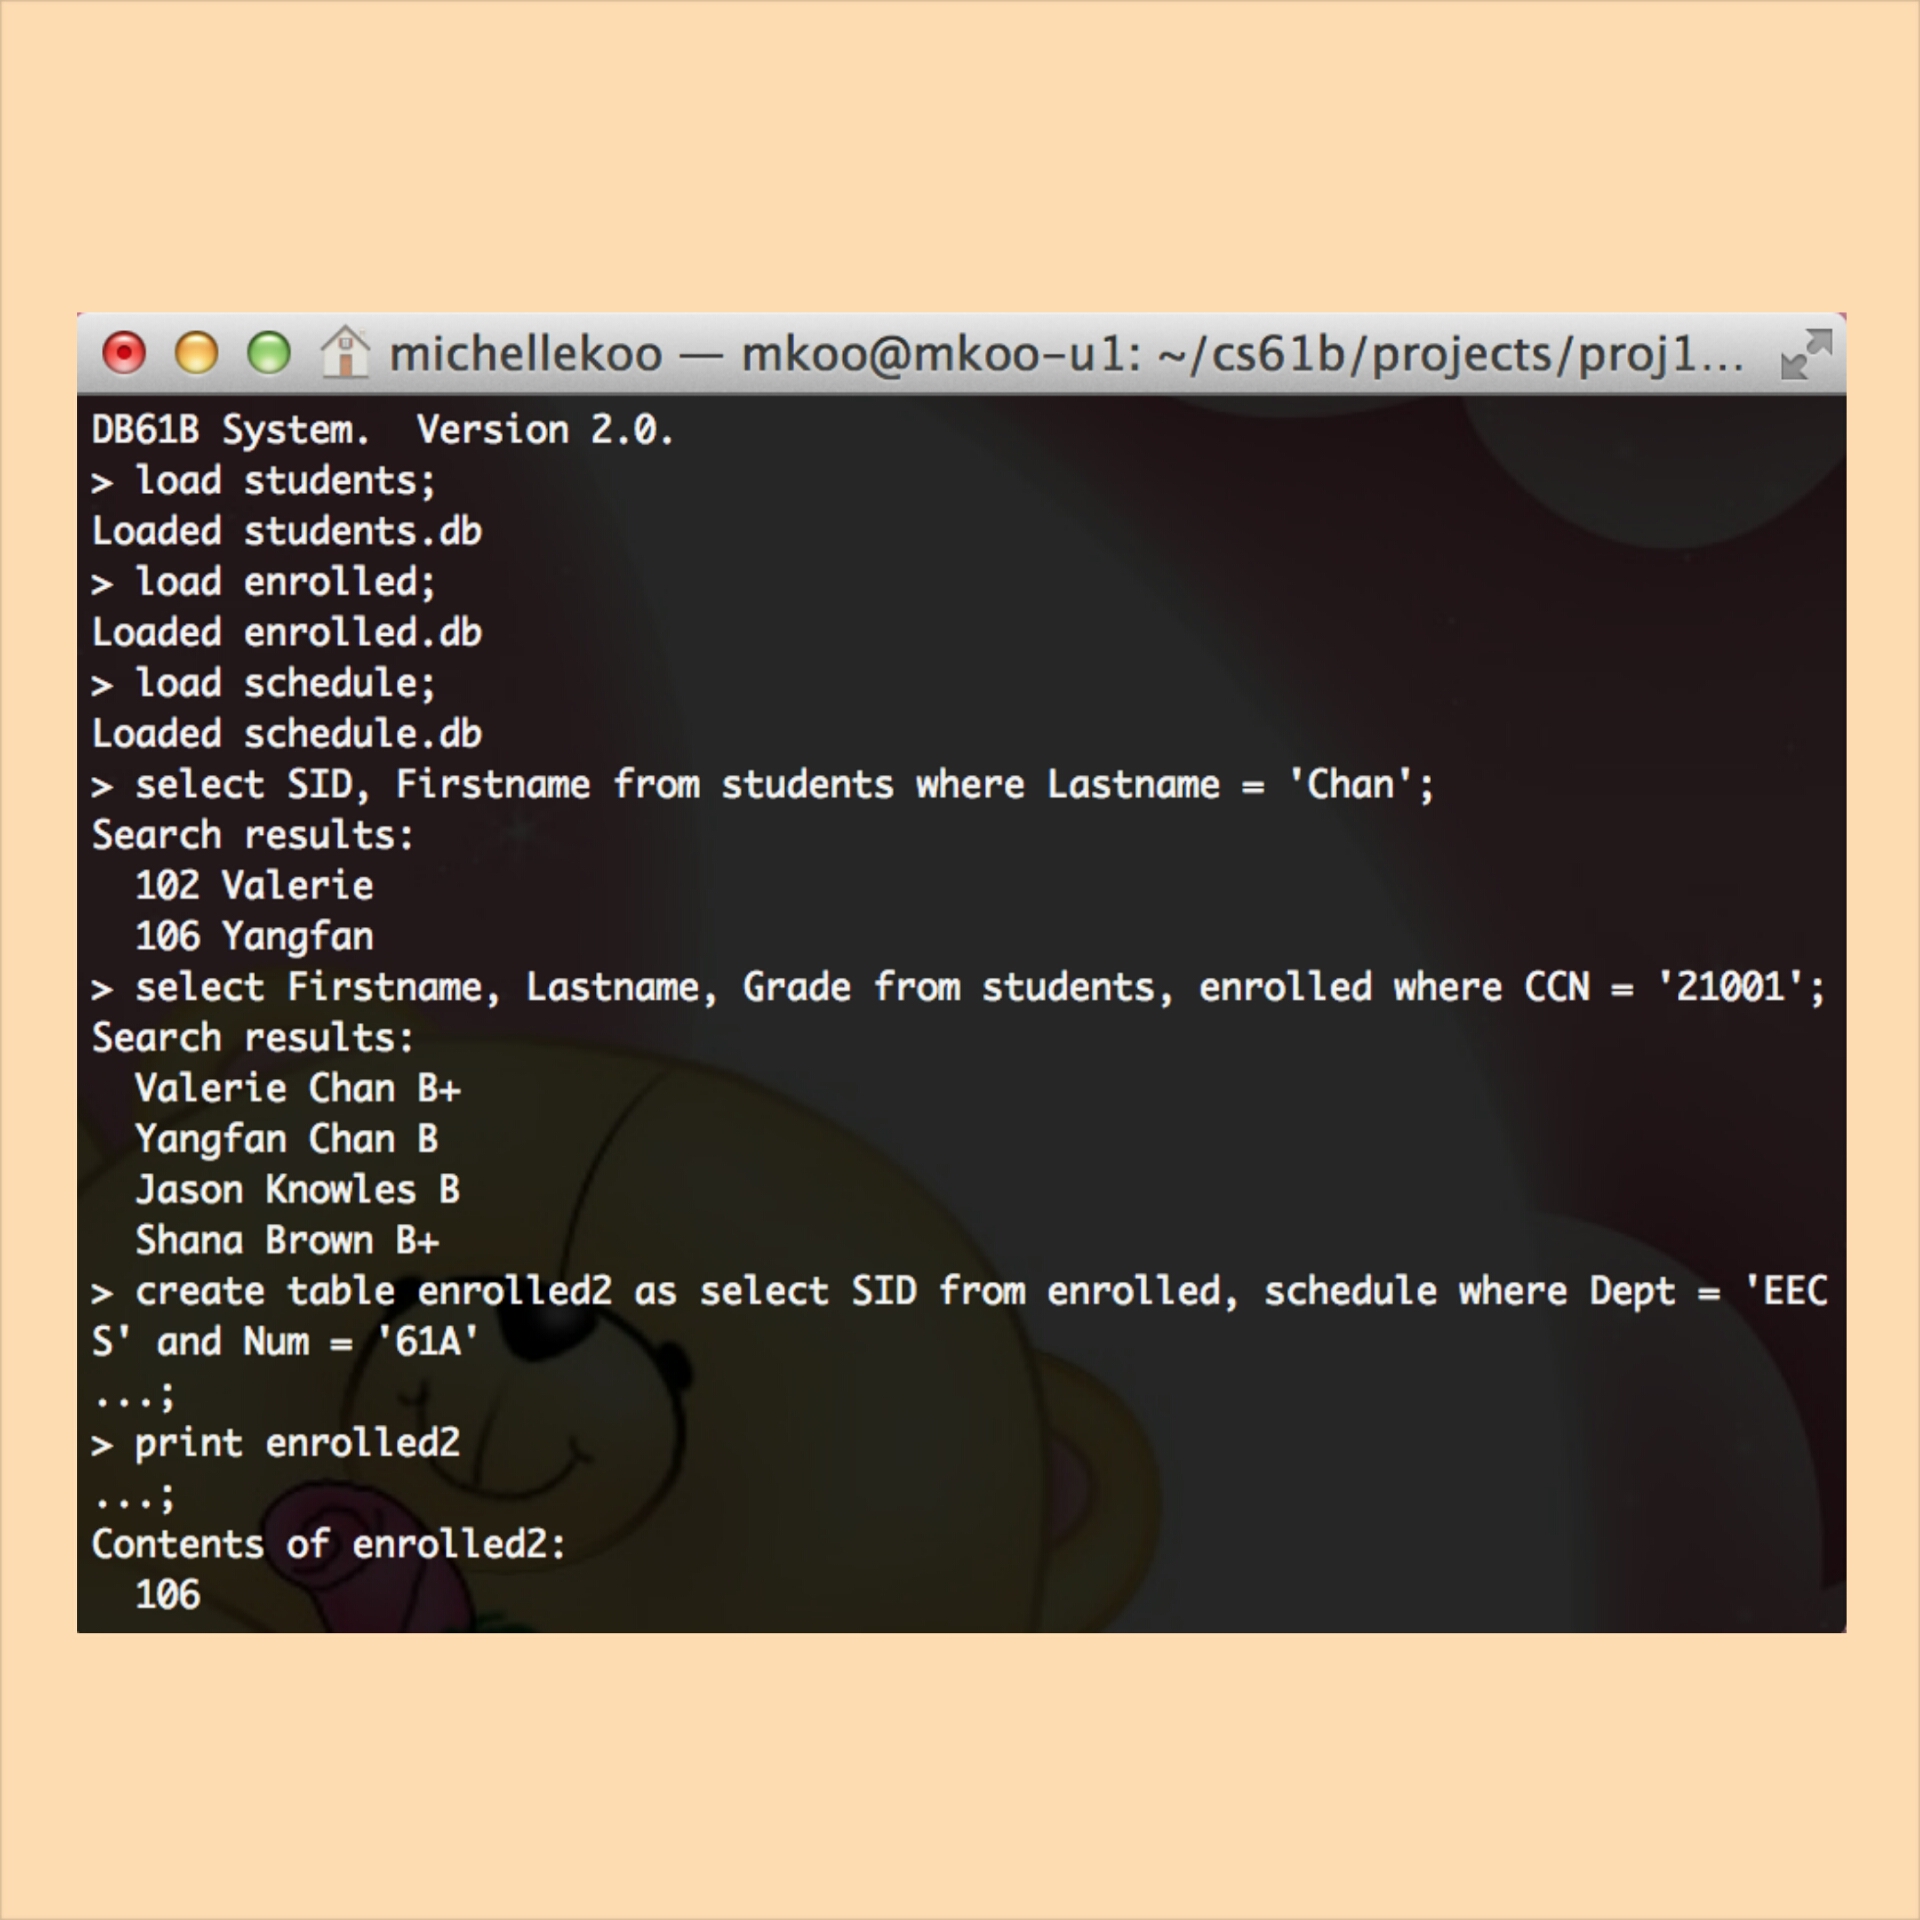 michellekoo — mkoo@mkoo-u1: ~/cs61b/projects/proj1...
DB61B System.  Version 2.0.
> load students;
Loaded students.db
> load enrolled;
Loaded enrolled.db
> load schedule;
Loaded schedule.db
> select SID, Firstname from students where Lastname = 'Chan';
Search results:
  102 Valerie
  106 Yangfan
> select Firstname, Lastname, Grade from students, enrolled where CCN = '21001';
Search results:
  Valerie Chan B+
  Yangfan Chan B
  Jason Knowles B
  Shana Brown B+
> create table enrolled2 as select SID from enrolled, schedule where Dept = 'EEC
S' and Num = '61A'
...;
> print enrolled2
...;
Contents of enrolled2:
  106